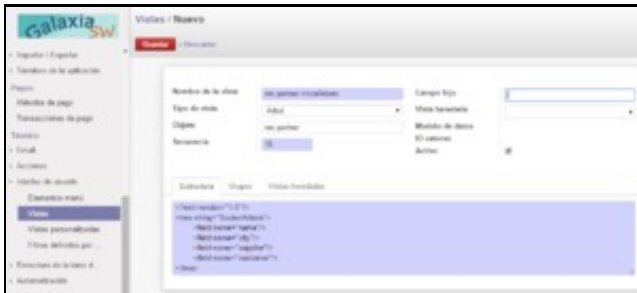 Galaxia sw
Vistas / Nuevo
Guardar o Descartar
Importar / Exportar
Términos de la aplicación
Pagos
Métodos de pago
Transacciones de pago
Técnico
Email
Acciones
Interfaz de usuario
Elementos menú
Vistas
Vistas personalizadas
Filtros definidos por ...
Estructura de la base d...
Automatización
Nombre de la vista
Tipo de vista
Árbol
Objeto
res.partner
Secuencia
16
Campo hijo
Vista heredada
Modelo de datos
ID externo
Activo
Estructura
Grupos
Vistas heredadas
<?xml version="1.0"?>
<field name="name"/>
<field name="city"/>
<field name="supplier"/>
<field name="customer"/>
</tree>